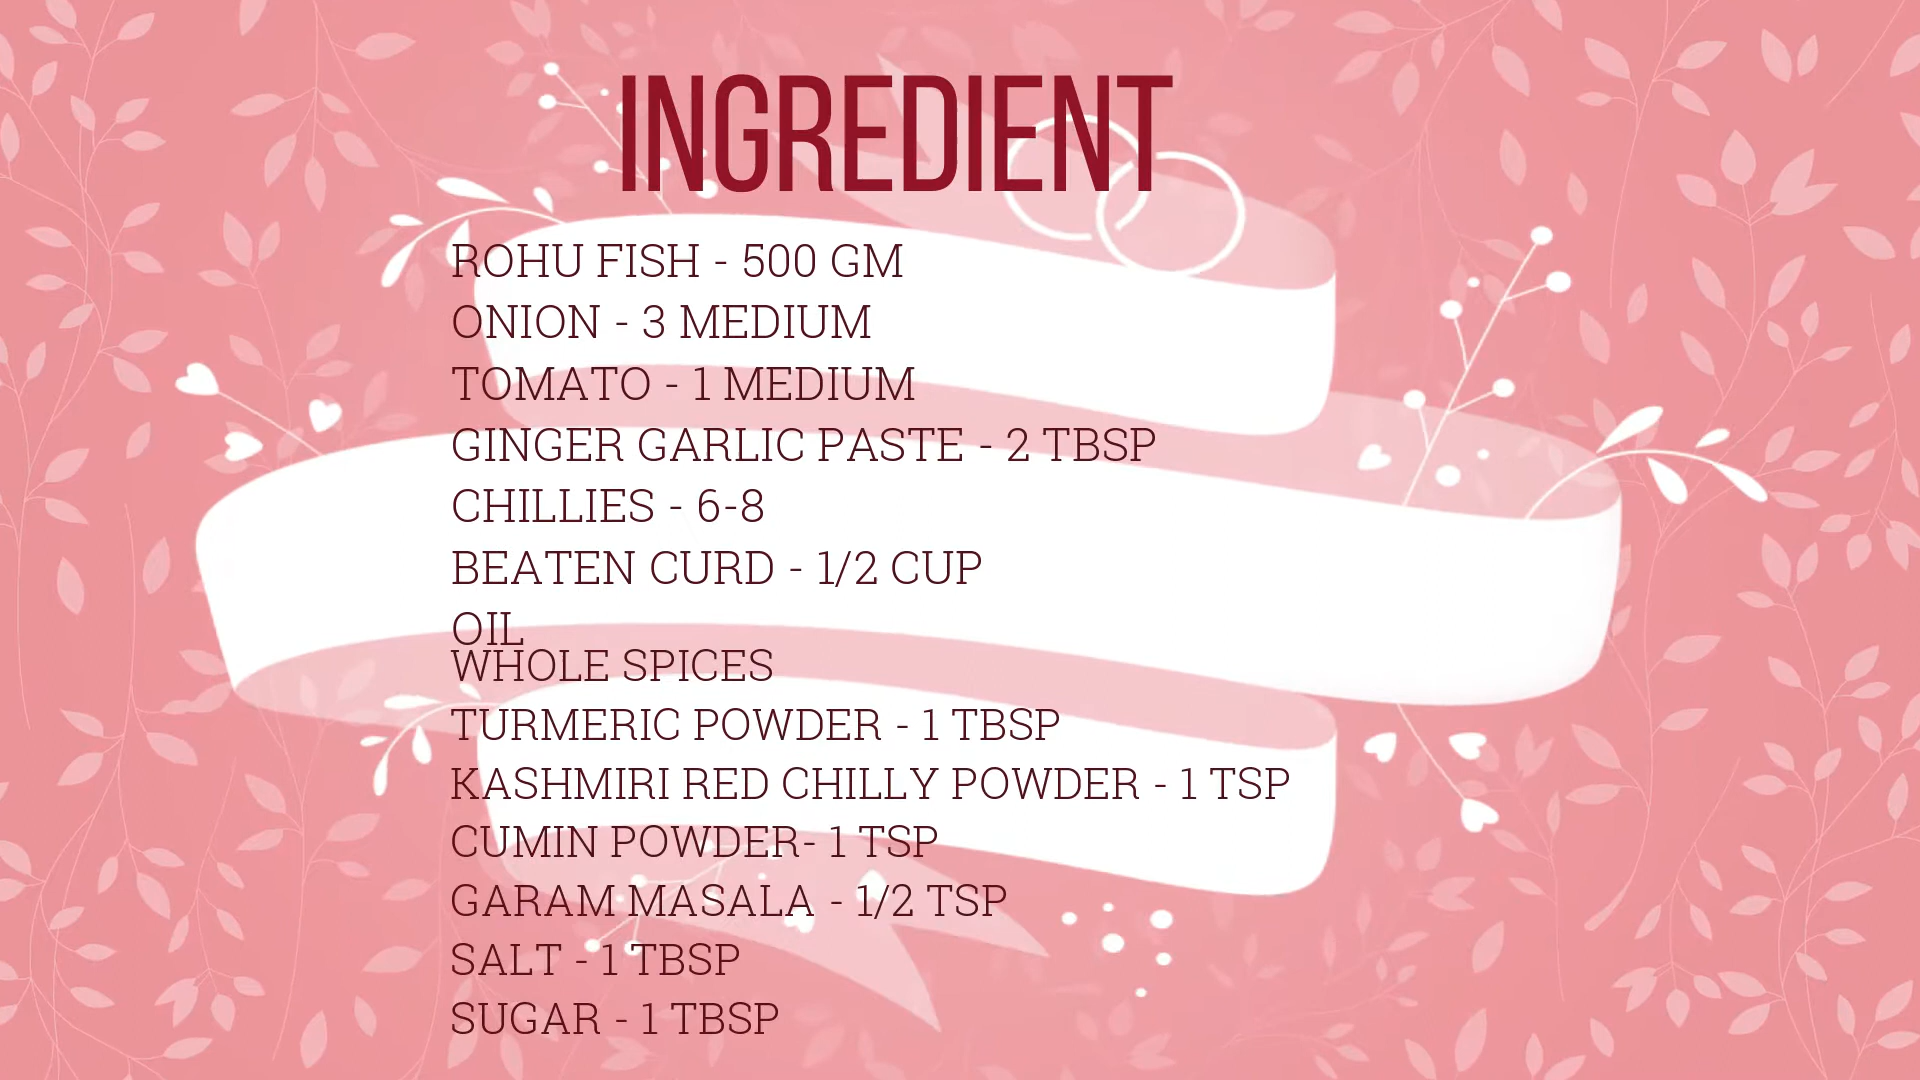 INGREDIENT
ROHU FISH - 500 GM
ONION - 3 MEDIUM
TOMATO - 1 MEDIUM
GINGER GARLIC PASTE - 2 TBSP
CHILLIES - 6-8
BEATEN CURD - 1/2 CUP
OIL
WHOLE SPICES
TURMERIC POWDER - 1 TBSP
KASHMIRI RED CHILLY POWDER - 1 TSP
CUMIN POWDER- 1 TSP
GARAM MASALA - 1/2 TSP
SALT - 1 TBSP
SUGAR - 1 TBSP